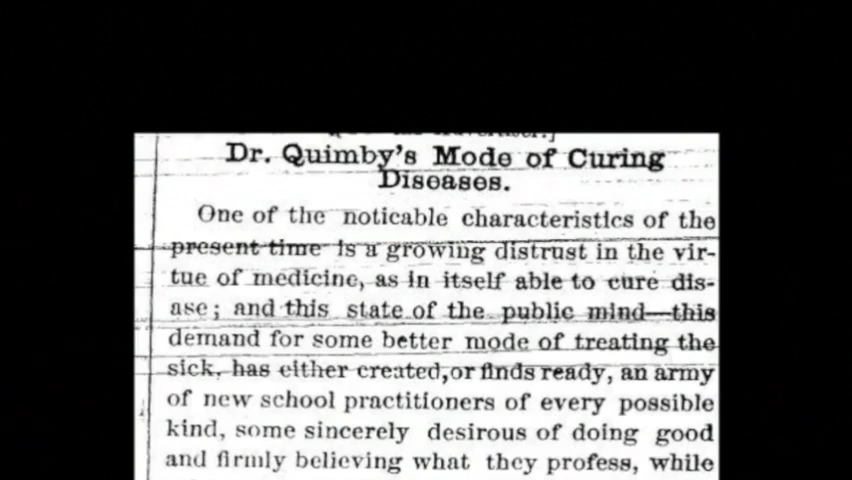 Dr. Quimby's Mode of Curing
Diseases.
One of the noticable characteristics of the
present time is a growing distrust in the vir-
tue of medicine, as in itself able to cure dis-
ase; and this state of the public mind—this
demand for some better mode of treating the
sick, has either created,or finds ready, an army
of new school practitioners of every possible
kind, some sincerely desirous of doing good
and firmly believing what they profess, while